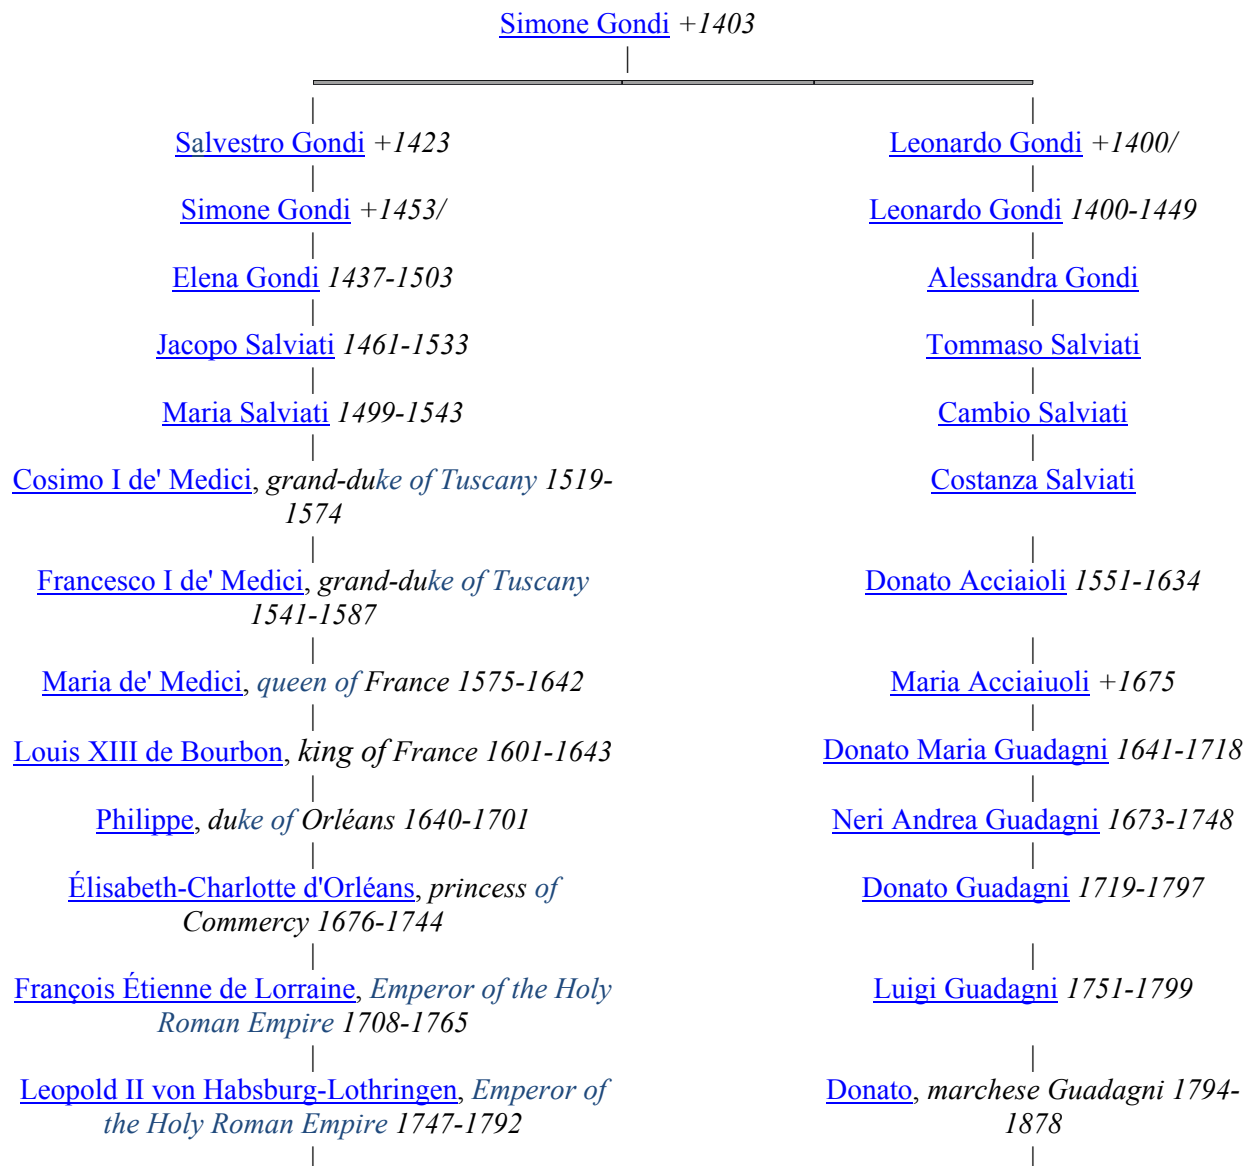 Simone Gondi +1403
Salvestro Gondi +1423
Leonardo Gondi +1400/
Simone Gondi +1453/
Leonardo Gondi 1400-1449
Elena Gondi 1437-1503
Alessandra Gondi
Jacopo Salviati 1461-1533
Tommaso Salviati
Maria Salviati 1499-1543
Cambio Salviati
Cosimo I de' Medici, grand-duke of Tuscany 1519-
1574
Costanza Salviati
Francesco I de' Medici, grand-duke of Tuscany
1541-1587
Donato Acciaioli 1551-1634
Maria de' Medici, queen of France 1575-1642
Maria Acciaiuoli +1675
Louis XIII de Bourbon, king of France 1601-1643
Donato Maria Guadagni 1641-1718
Philippe, duke of Orléans 1640-1701
Neri Andrea Guadagni 1673-1748
Élisabeth-Charlotte d'Orléans, princess of
Commercy 1676-1744
Donato Guadagni 1719-1797
François Étienne de Lorraine, Emperor of the Holy
Roman Empire 1708-1765
Luigi Guadagni 1751-1799
Leopold II von Habsburg-Lothringen, Emperor of
the Holy Roman Empire 1747-1792
Donato, marchese Guadagni 1794-
1878